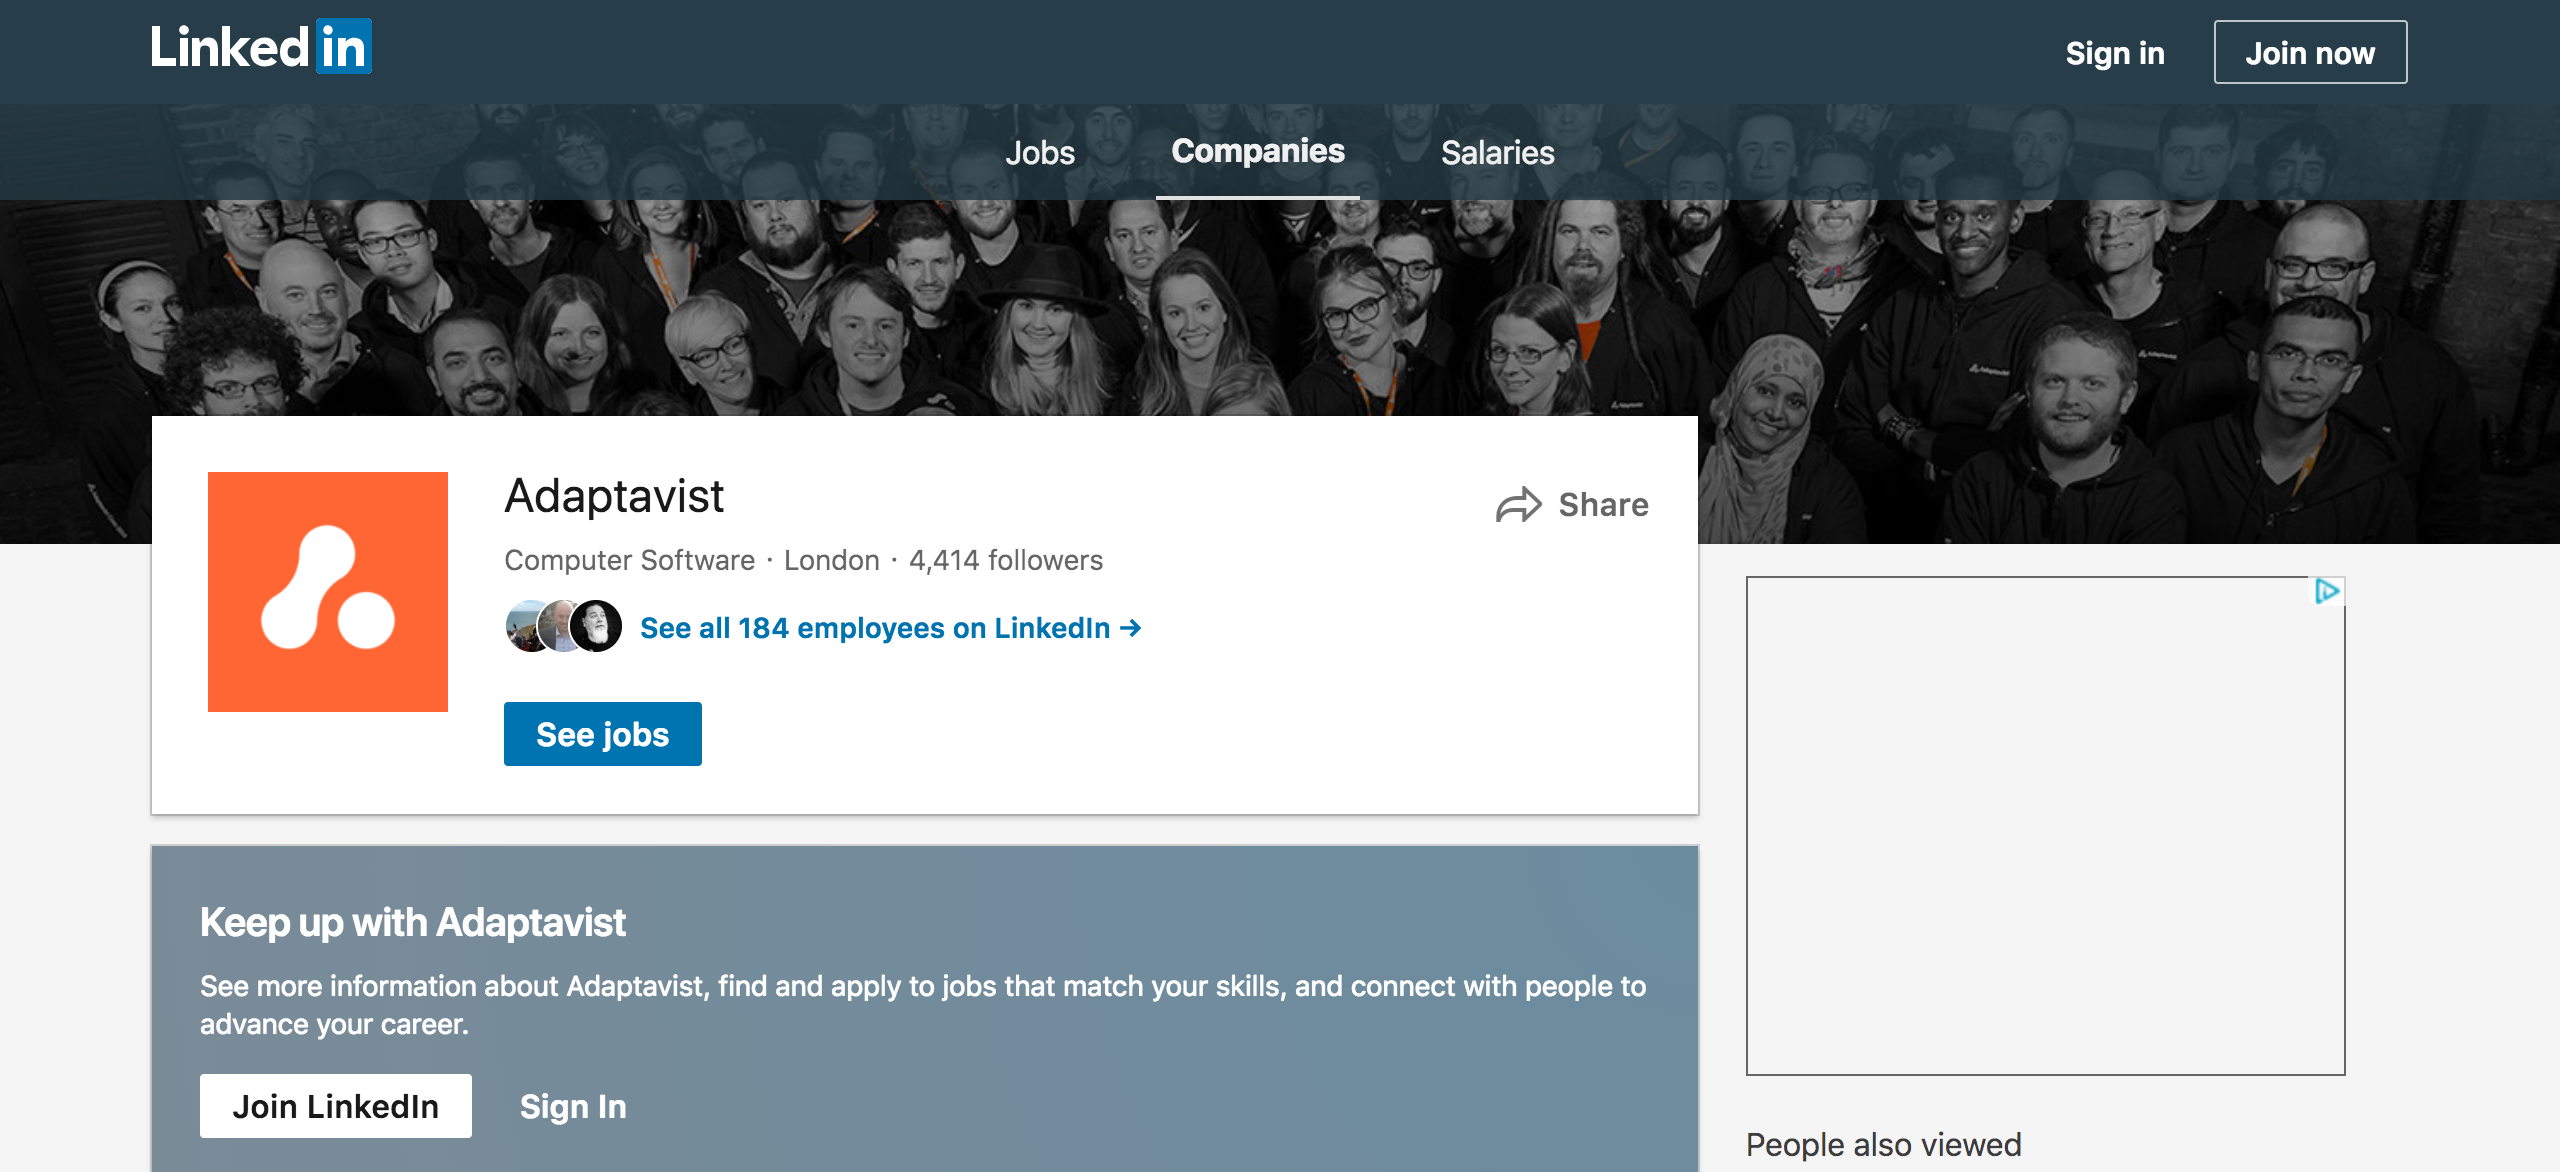 Linked in
Sign in
Join now
Jobs
Companies
Salaries
Adaptavist
Share
Computer Software · London · 4,414 followers
See all 184 employees on LinkedIn →
See jobs
Keep up with Adaptavist
See more information about Adaptavist, find and apply to jobs that match your skills, and connect with people to
advance your career.
Join LinkedIn
Sign In
People also viewed